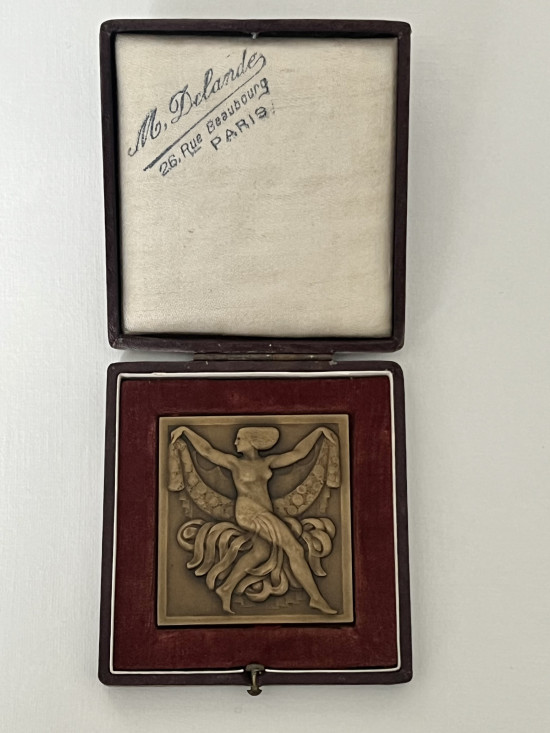 M. Delande
26, Rue Beaubourg
PARIS